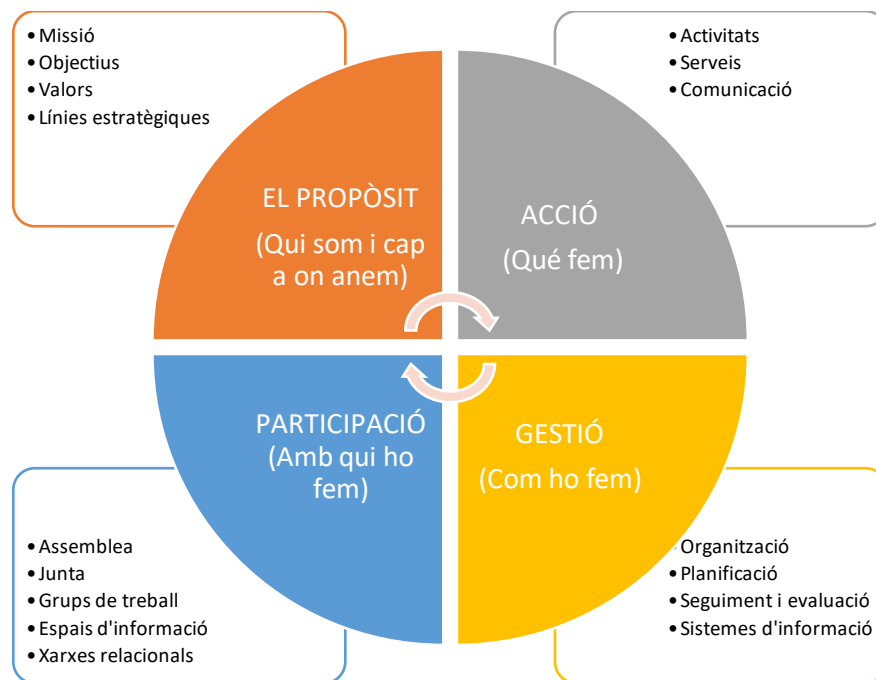 • Missió
• Objectius
• Valors
• Línies estratègiques
• Activitats
• Serveis
• Comunicació
EL PROPÒSIT
(Qui som i cap
a on anem)
ACCIÓ
(Qué fem)
PARTICIPACIÓ
(Amb qui ho
fem)
GESTIÓ
(Com ho fem)
• Assemblea
• Junta
• Grups de treball
• Espais d'informació
• Xarxes relacionals
• Organització
• Planificació
• Seguiment i evaluació
• Sistemes d'informació